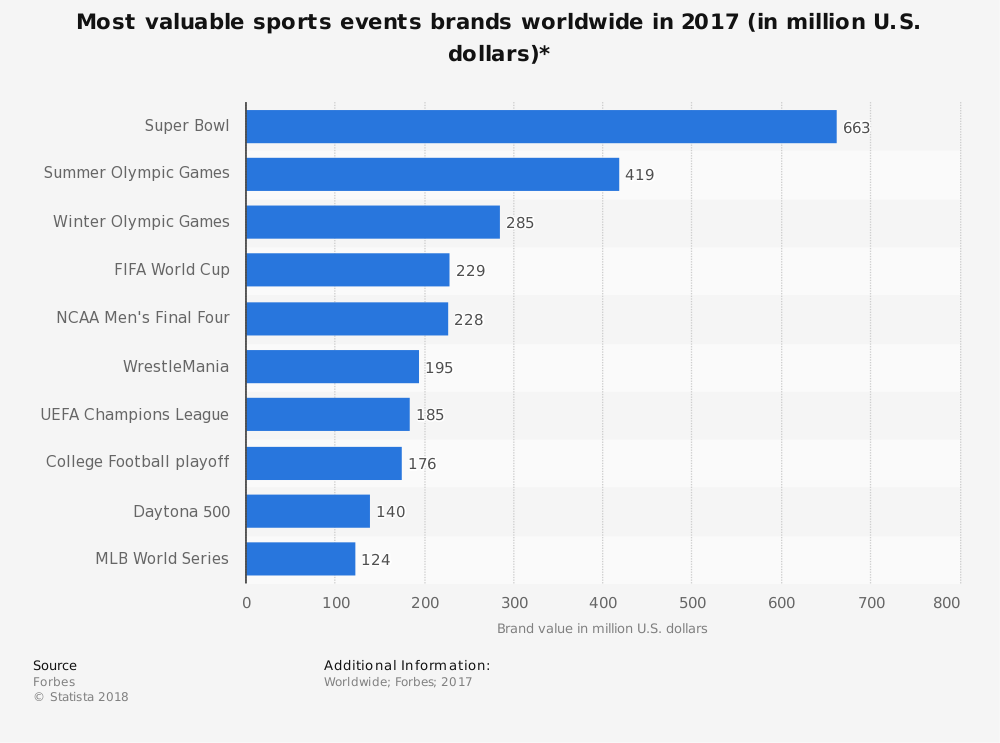 Most valuable sports events brands worldwide in 2017 (in million U.S.
dollars)*
Super Bowl 663
Summer Olympic Games 419
Winter Olympic Games 285
FIFA World Cup 229
NCAA Men's Final Four 228
WrestleMania 195
UEFA Champions League 185
College Football playoff 176
Daytona 500 140
MLB World Series 124
0 100 200 300 400 500 600 700 800
Brand value in million U.S. dollars
Source Additional Information:
Forbes Worldwide; Forbes; 2017
© Statista 2018